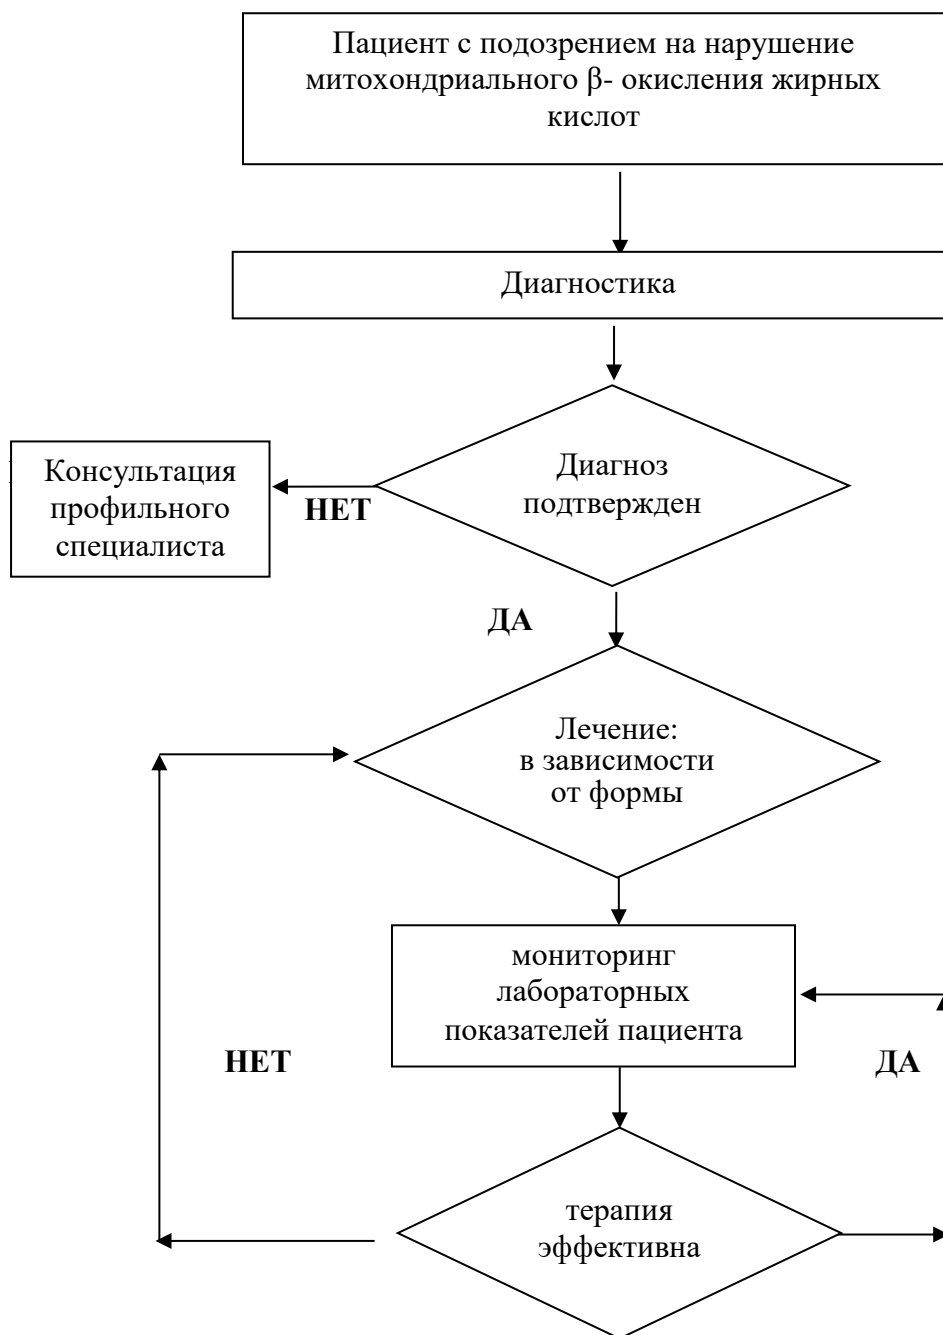 Пациент с подозрением на нарушение
митохондриального β- окисления жирных
кислот
Диагностика
Диагноз
подтвержден
Консультация
профильного
специалиста
НЕТ
ДА
Лечение:
в зависимости
от формы
мониторинг
лабораторных
показателей пациента
НЕТ
ДА
терапия
эффективна